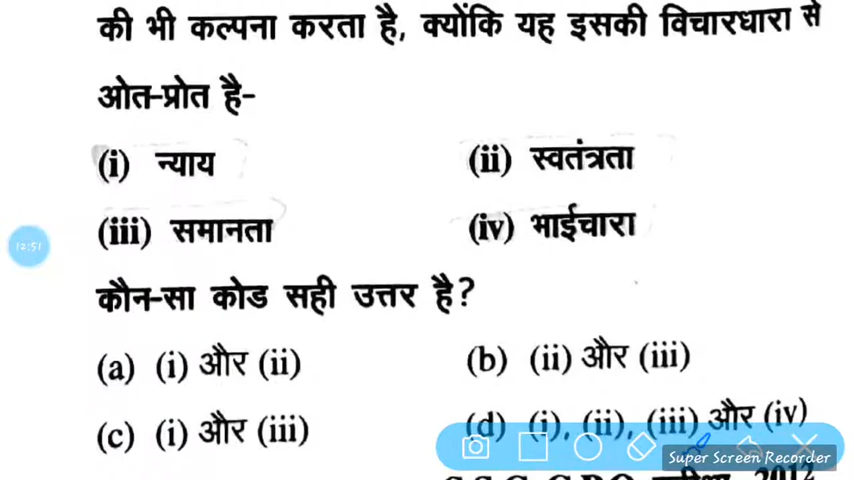 की भी कल्पना करता है, क्योंकि यह इसकी विचारधारा से
ओत-प्रोत है-
(i) न्याय (ii) स्वतंत्रता
(iii) समानता (iv) भाईचारा
12:51
कौन-सा कोड सही उत्तर है?
(a) (i) और (ii) (b) (ii) और (iii)
(c) (i) और (iii) (d) (i), (ii), (iii) और (iv)
Super Screen Recorder
2012